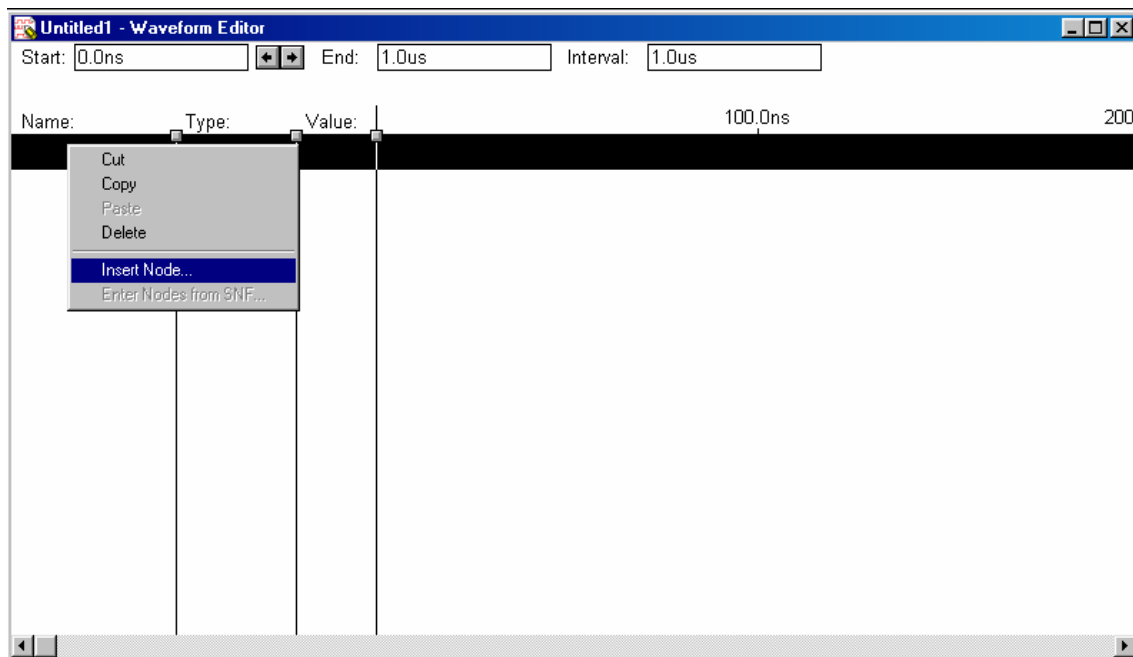 Untitled1 - Waveform Editor
Start: 0.0ns End: 1.0us Interval: 1.0us
Name: Type: Value: 100.0ns 200
Cut
Copy
Paste
Delete
Insert Node...
Enter Nodes from SNF...